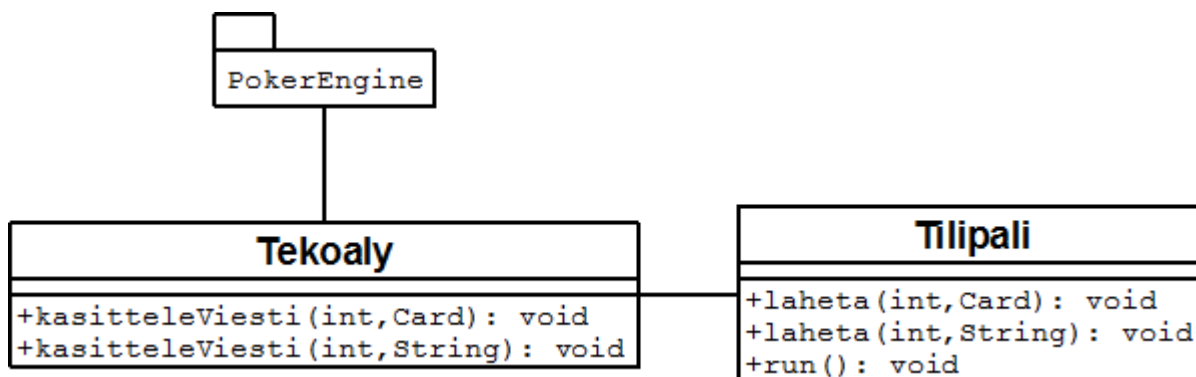 PokerEngine
Tekoaly
+kasitteleViesti(int,Card): void
+kasitteleViesti(int,String): void
Tilipali
+laheta(int,Card): void
+laheta(int,String): void
+run(): void